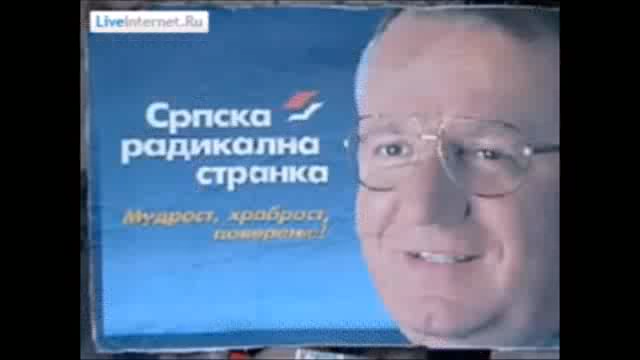 LiveInternet.Ru
Српска
радикална
странка
Мудрост, храброст,
поверење!